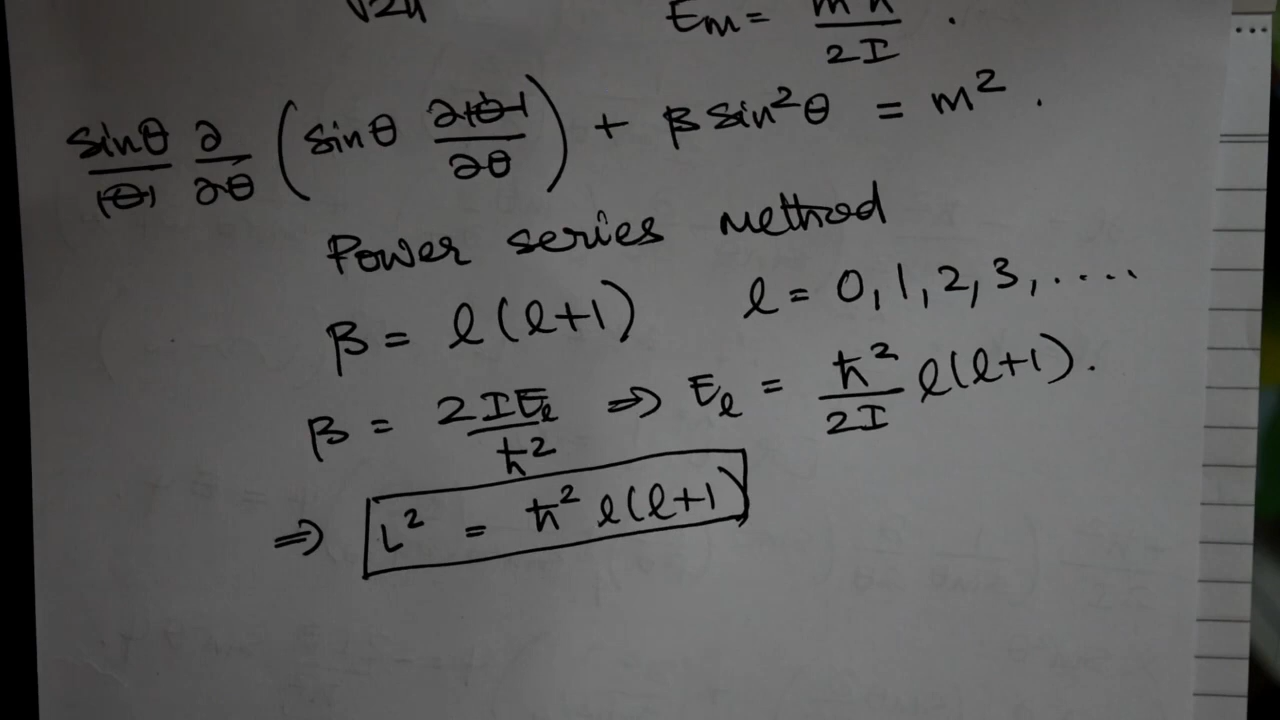 √2π E_m = m ħ / 2I .
sinθ/Θ ∂/∂θ ( sinθ ∂Θ/∂θ ) + β sin²θ = m² .
Power series method
β = l(l+1) l = 0, 1, 2, 3, ....
β = 2IE_l/ħ² ⇒ E_l = ħ²/2I l(l+1).
⇒ L² = ħ² l(l+1)